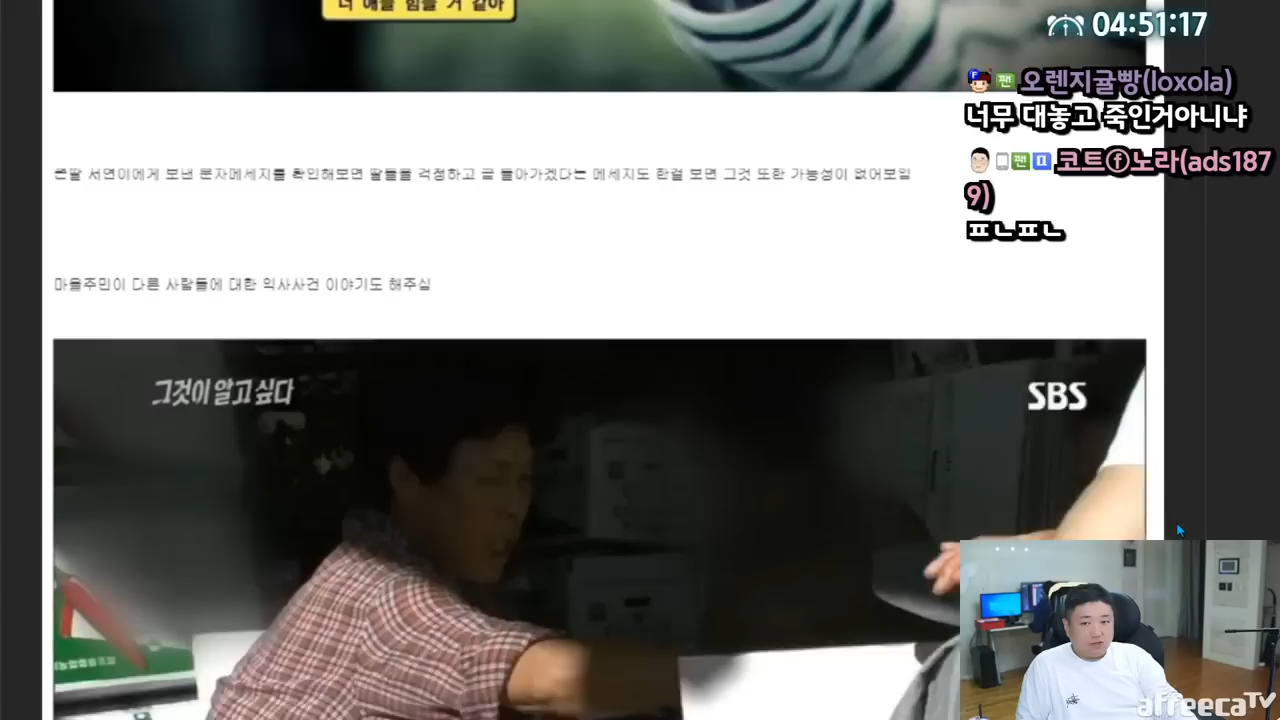 너 애들 힘들 거 같아
04:51:17
짼 오렌지귤빵(loxola)
너무 대놓고 죽인거아니냐
짼 코트ⓕ노라(ads187
9)
ㅍㄴㅍㄴ
큰딸 서연이에게 보낸 문자메세지를 확인해보면 딸들을 걱정하고 곧 돌아가겠다는 메세지도 한걸 보면 그것 또한 가능성이 없어보임
마을주민이 다른 사람들에 대한 익사사건 이야기도 해주심
그것이 알고싶다
SBS
afreecaTV